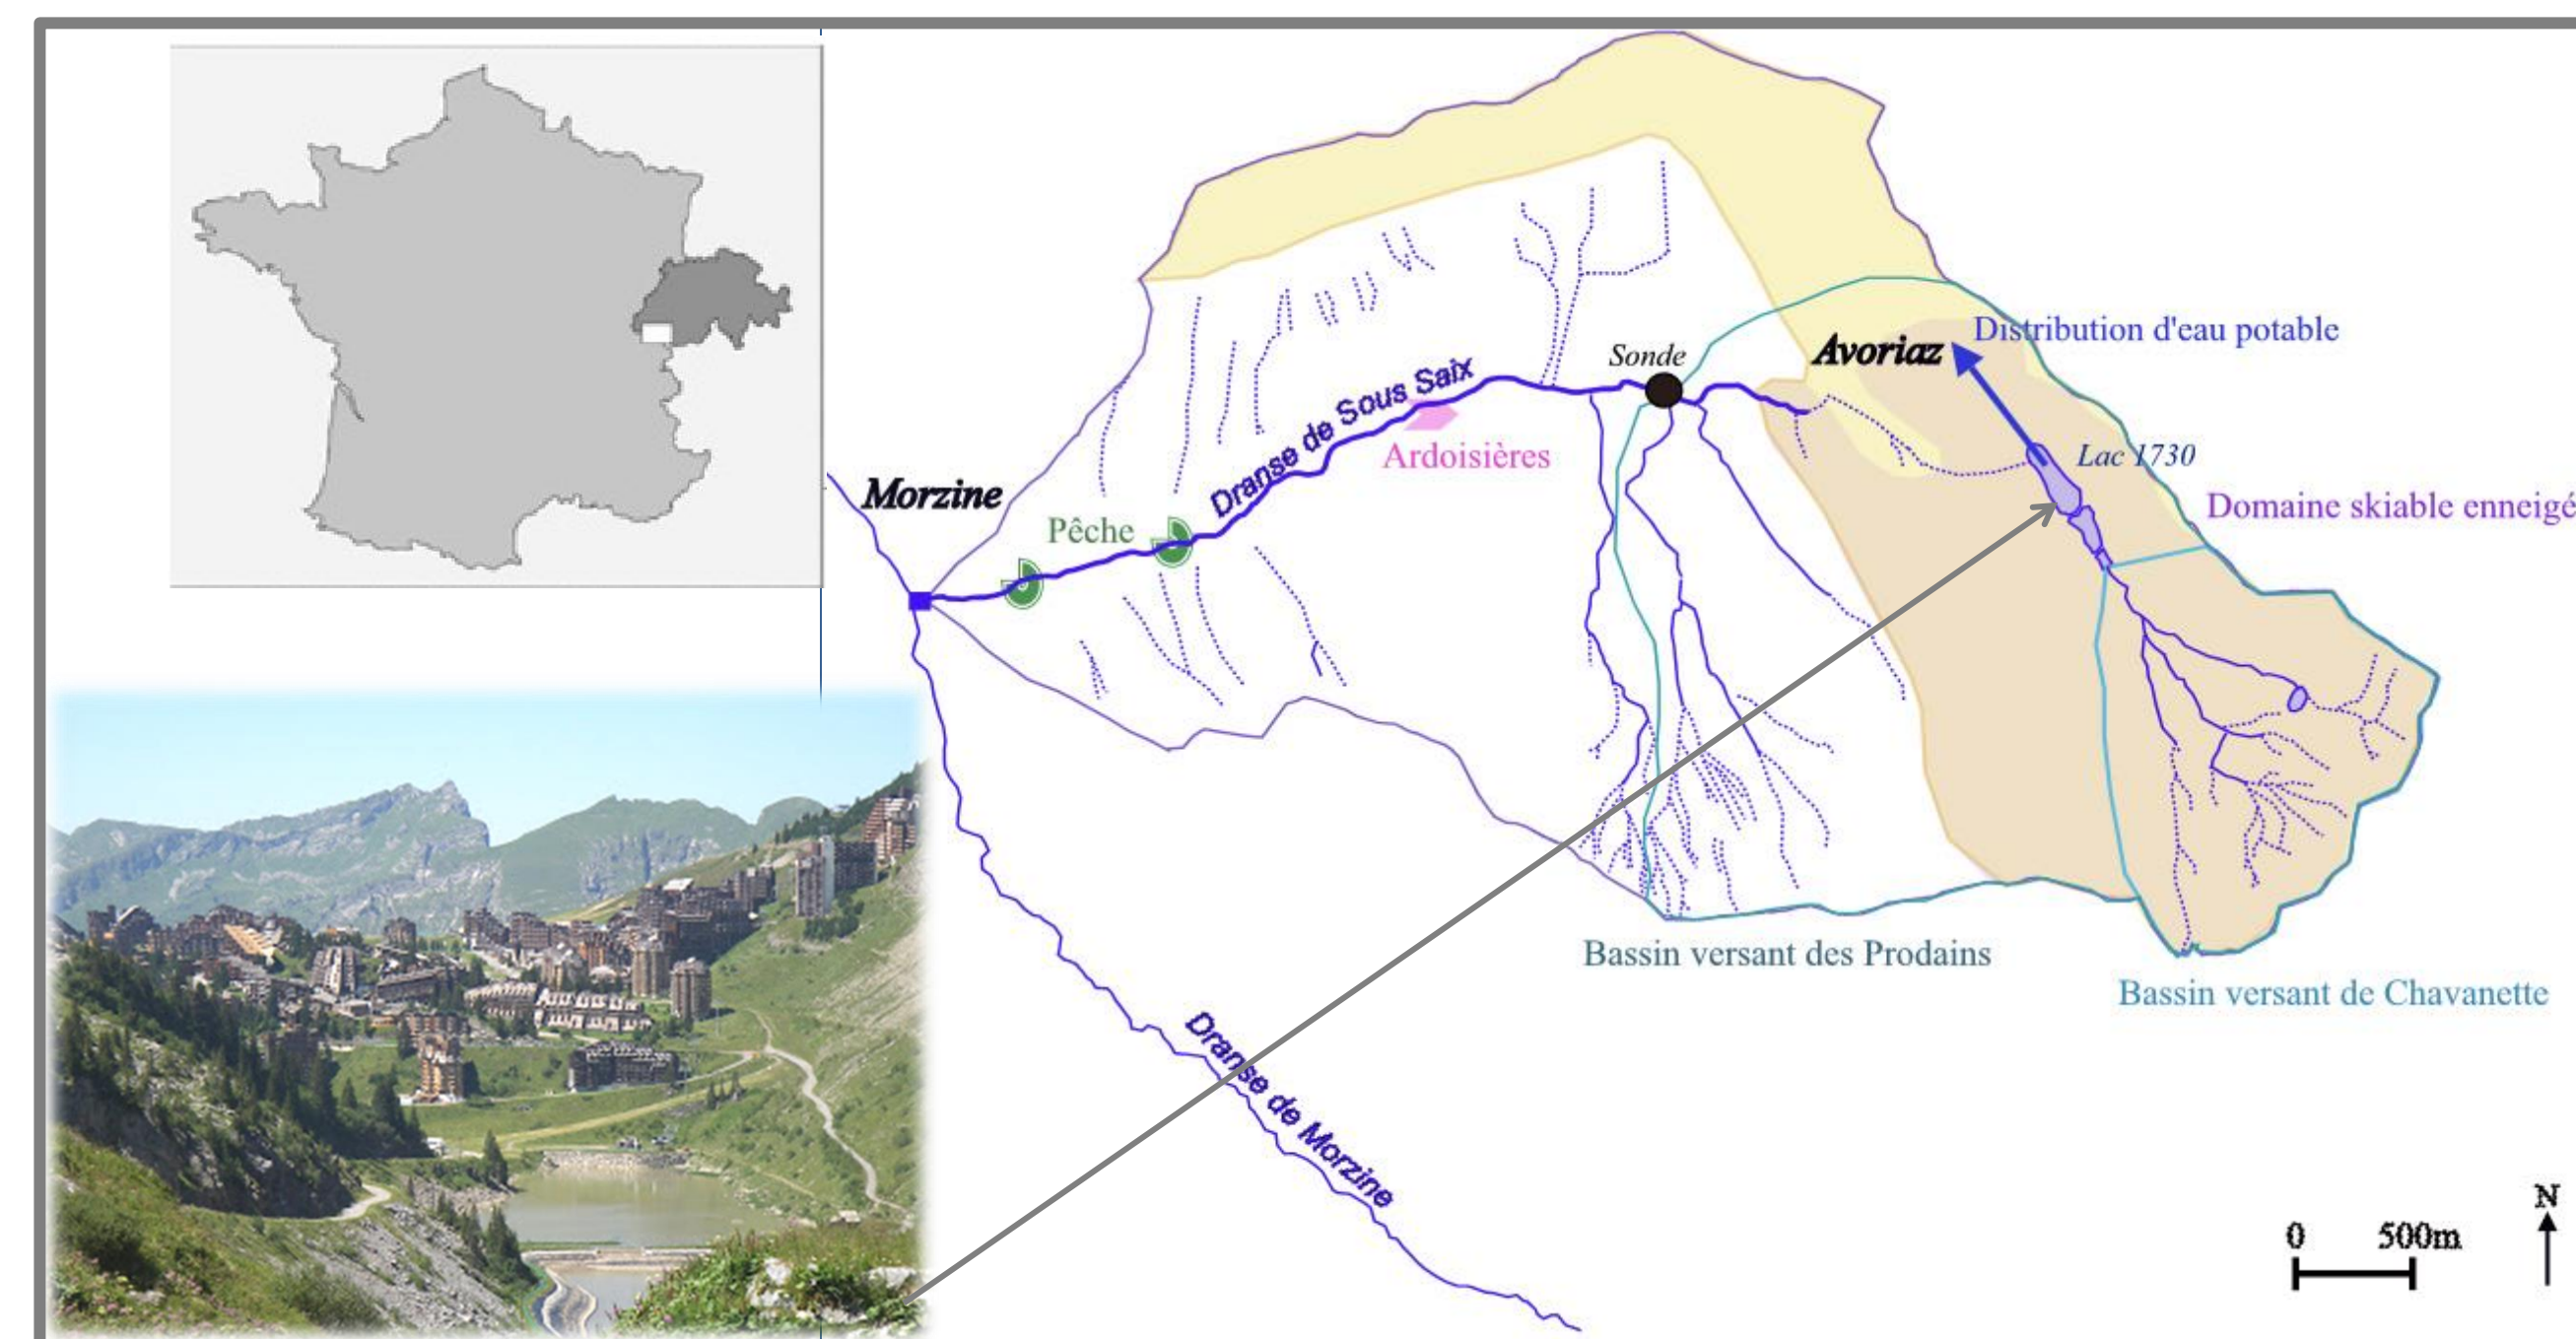 Sonde
Avoriaz
Distribution d'eau potable
Dranse de Sous Saix
Ardoisières
Lac 1730
Morzine
Pêche
Domaine skiable enneigé
Bassin versant des Prodains
Bassin versant de Chavanette
Dranse de Morzine
N
0 500m